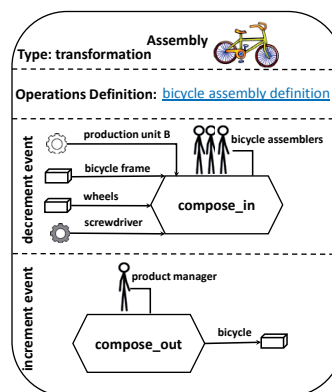 Assembly
Type: transformation
Operations Definition: bicycle assembly definition
decrement event
production unit B
bicycle assemblers
bicycle frame
wheels
compose_in
screwdriver
increment event
product manager
bicycle
compose_out